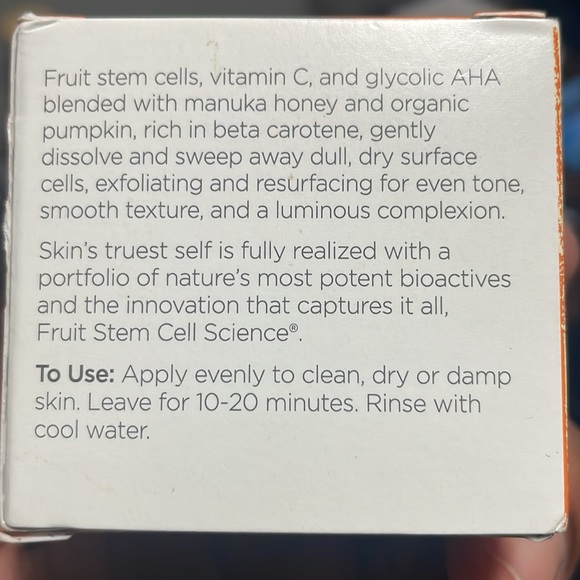 Fruit stem cells, vitamin C, and glycolic AHA
blended with manuka honey and organic
pumpkin, rich in beta carotene, gently
dissolve and sweep away dull, dry surface
cells, exfoliating and resurfacing for even tone,
smooth texture, and a luminous complexion.
Skin's truest self is fully realized with a
portfolio of nature's most potent bioactives
and the innovation that captures it all,
Fruit Stem Cell Science®.
To Use: Apply evenly to clean, dry or damp
skin. Leave for 10-20 minutes. Rinse with
cool water.